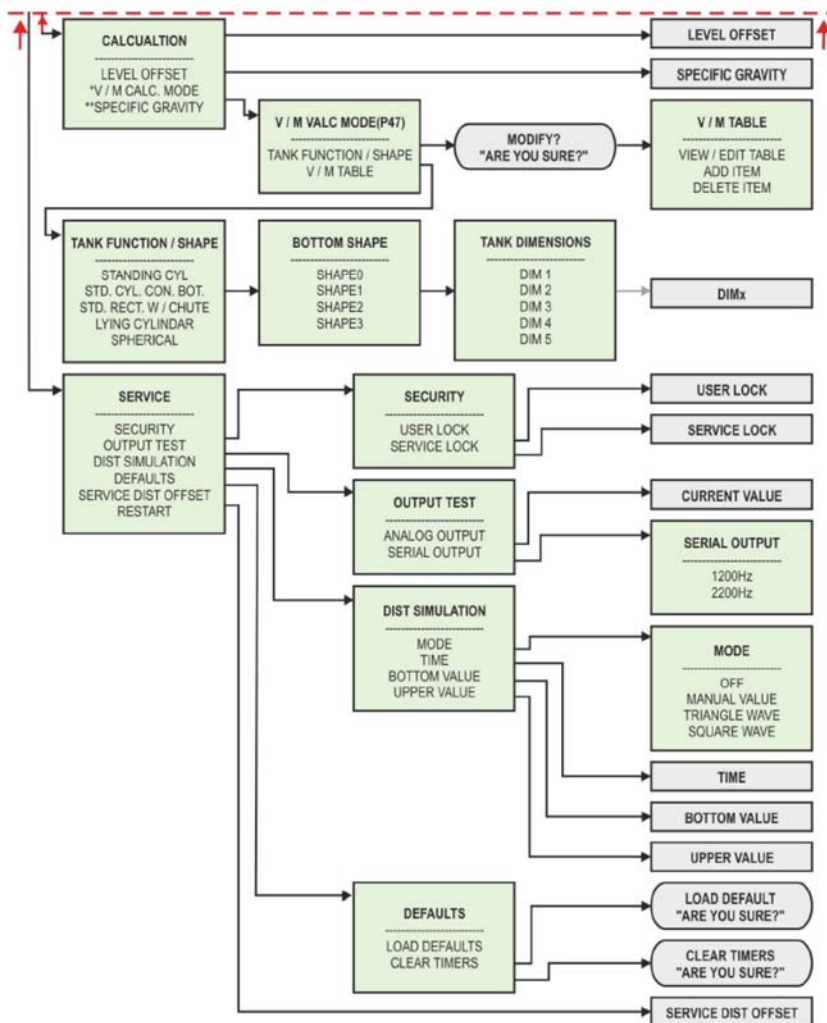 CALCUALTION
LEVEL OFFSET
*V / M CALC. MODE
**SPECIFIC GRAVITY
LEVEL OFFSET
SPECIFIC GRAVITY
V / M VALC MODE(P47)
TANK FUNCTION / SHAPE
V / M TABLE
MODIFY?
"ARE YOU SURE?"
V / M TABLE
VIEW / EDIT TABLE
ADD ITEM
DELETE ITEM
TANK FUNCTION / SHAPE
STANDING CYL
STD. CYL. CON. BOT.
STD. RECT. W / CHUTE
LYING CYLINDAR
SPHERICAL
BOTTOM SHAPE
SHAPE0
SHAPE1
SHAPE2
SHAPE3
TANK DIMENSIONS
DIM 1
DIM 2
DIM 3
DIM 4
DIM 5
DIMx
SERVICE
SECURITY
OUTPUT TEST
DIST SIMULATION
DEFAULTS
SERVICE DIST OFFSET
RESTART
SECURITY
USER LOCK
SERVICE LOCK
USER LOCK
SERVICE LOCK
OUTPUT TEST
ANALOG OUTPUT
SERIAL OUTPUT
CURRENT VALUE
SERIAL OUTPUT
1200Hz
2200Hz
DIST SIMULATION
MODE
TIME
BOTTOM VALUE
UPPER VALUE
MODE
OFF
MANUAL VALUE
TRIANGLE WAVE
SQUARE WAVE
TIME
BOTTOM VALUE
UPPER VALUE
DEFAULTS
LOAD DEFAULTS
CLEAR TIMERS
LOAD DEFAULT
"ARE YOU SURE?"
CLEAR TIMERS
"ARE YOU SURE?"
SERVICE DIST OFFSET